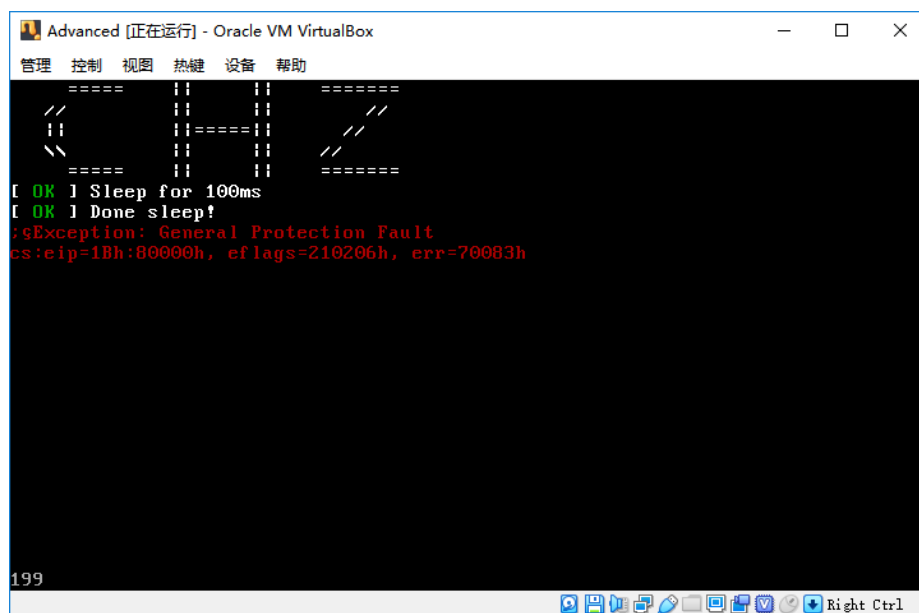 Advanced [正在运行] - Oracle VM VirtualBox
管理 控制 视图 热键 设备 帮助
===== || || =======
// || || //
|| ||=====|| //
\\ || || //
===== || || =======
[ OK ] Sleep for 100ms
[ OK ] Done sleep!
;sException: General Protection Fault
cs:eip=1Bh:80000h, eflags=210206h, err=70083h
199
Right Ctrl